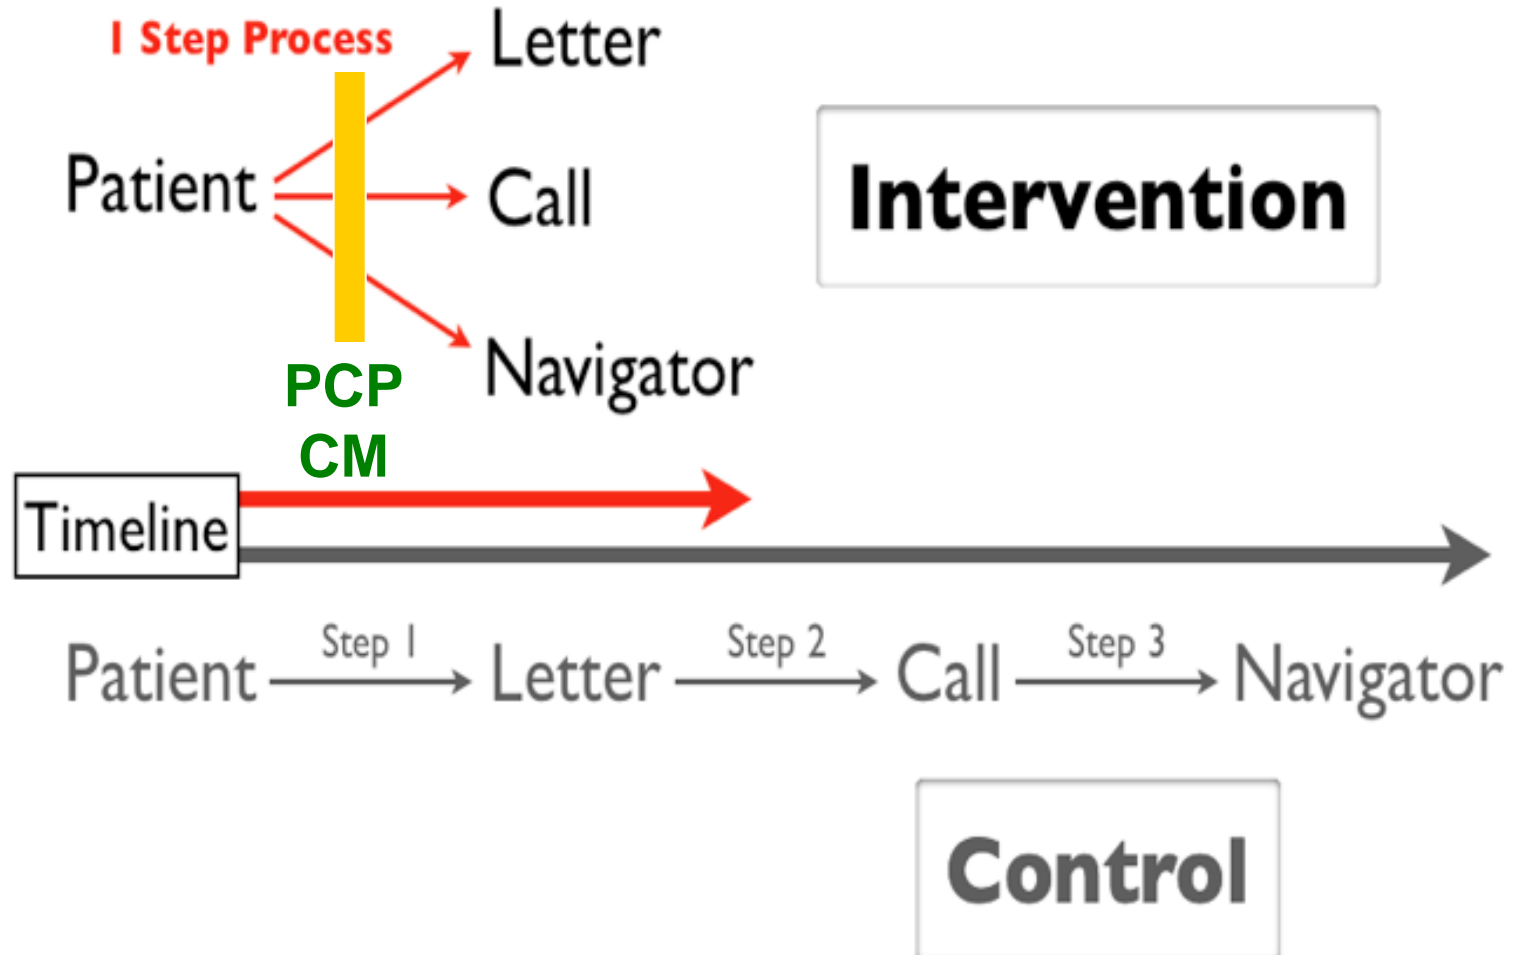 1 Step Process
Letter
Patient
Call
Intervention
Navigator
PCP
CM
Timeline
Step 1
Step 2
Step 3
Patient
Letter
Call
Navigator
Control